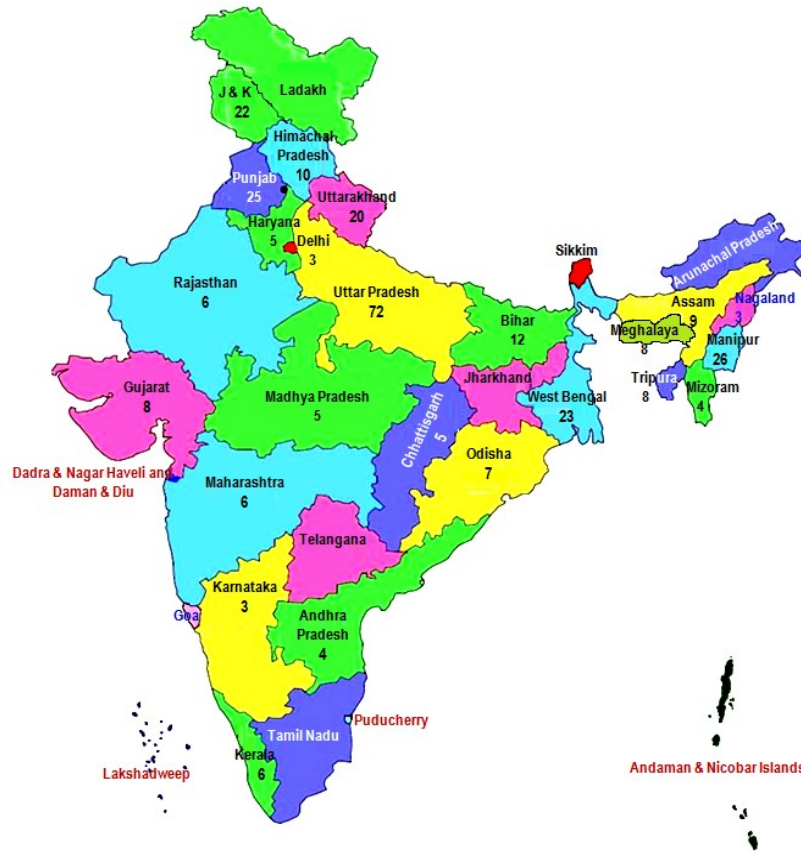 Ladakh
J & K
22
Himachal
Pradesh
10
Punjab
25
Uttarakhand
20
Haryana
5
Delhi
3
Rajasthan
6
Uttar Pradesh
72
Sikkim
Arunachal Pradesh
Assam
9
Nagaland
3
Meghalaya
8
Manipur
26
Bihar
12
Tripura
8
Mizoram
4
Gujarat
8
Madhya Pradesh
5
Jharkhand
West Bengal
23
Chhattisgarh
5
Odisha
7
Dadra & Nagar Haveli and
Daman & Diu
Maharashtra
6
Telangana
Karnataka
3
Goa
Andhra
Pradesh
4
Puducherry
Tamil Nadu
Kerala
6
Lakshadweep
Andaman & Nicobar Islands